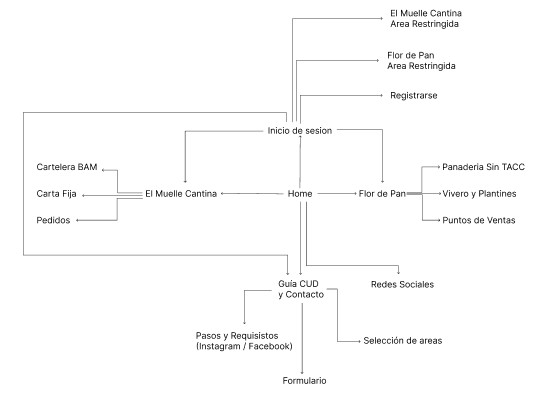 El Muelle Cantina
Area Restringida
Flor de Pan
Area Restringida
Registrarse
Inicio de sesion
Cartelera BAM
Panaderia Sin TACC
Carta Fija
El Muelle Cantina
Home
Flor de Pan
Vivero y Plantines
Pedidos
Puntos de Ventas
Guía CUD
y Contacto
Redes Sociales
Pasos y Requisistos
(Instagram / Facebook)
Selección de areas
Formulario